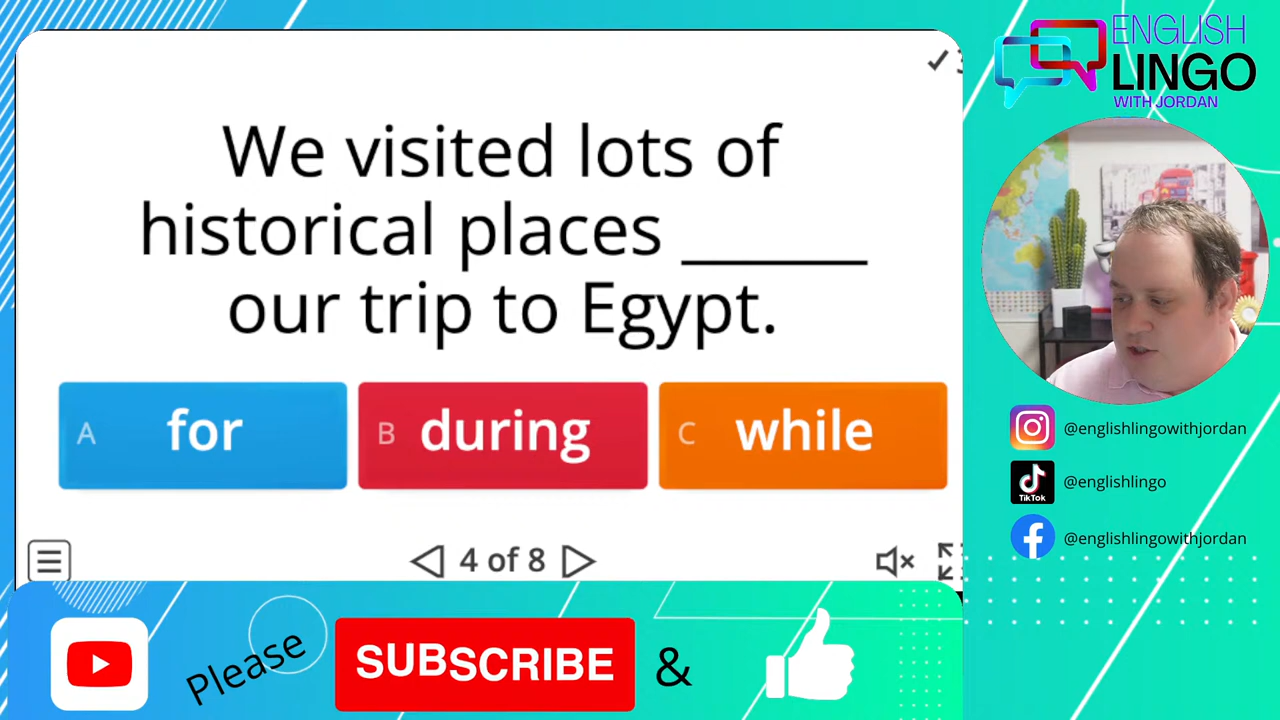 ENGLISH
LINGO
WITH JORDAN
We visited lots of
historical places ______
our trip to Egypt.
A for
B during
C while
4 of 8
@englishlingowithjordan
TikTok
@englishlingo
@englishlingowithjordan
Please
SUBSCRIBE
&